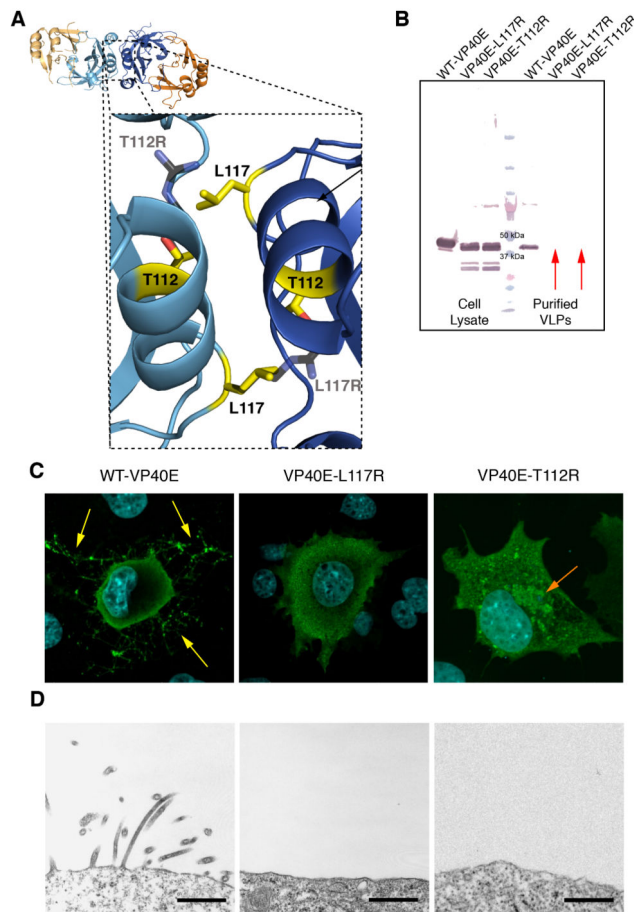 A
T112R
L117
T112
T112
L117
L117R
B
WT-VP40E
VP40E-L117R
VP40E-T112R
WT-VP40E
VP40E-L117R
VP40E-T112R
50 kDa
37 kDa
Cell
Lysate
Purified
VLPs
C
WT-VP40E
VP40E-L117R
VP40E-T112R
D